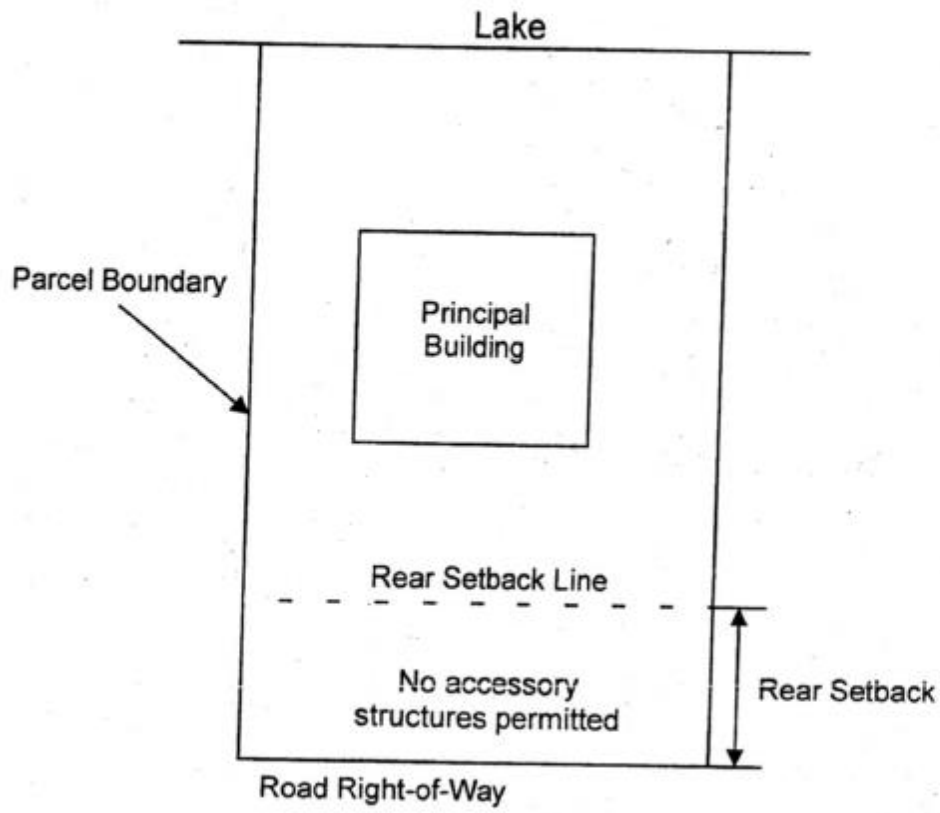 Lake
Parcel Boundary
Principal
Building
Rear Setback Line
No accessory
structures permitted
Rear Setback
Road Right-of-Way